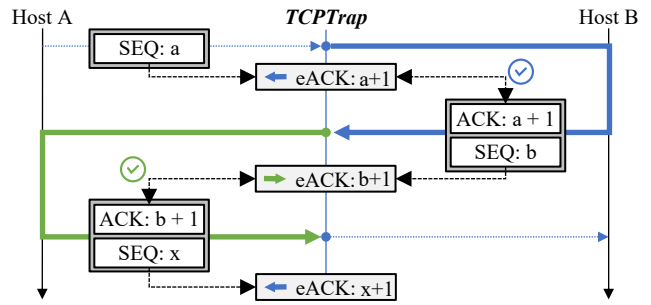 Host A
TCPTrap
Host B
SEQ: a
eACK: a+1
ACK: a + 1
SEQ: b
eACK: b+1
ACK: b + 1
SEQ: x
eACK: x+1